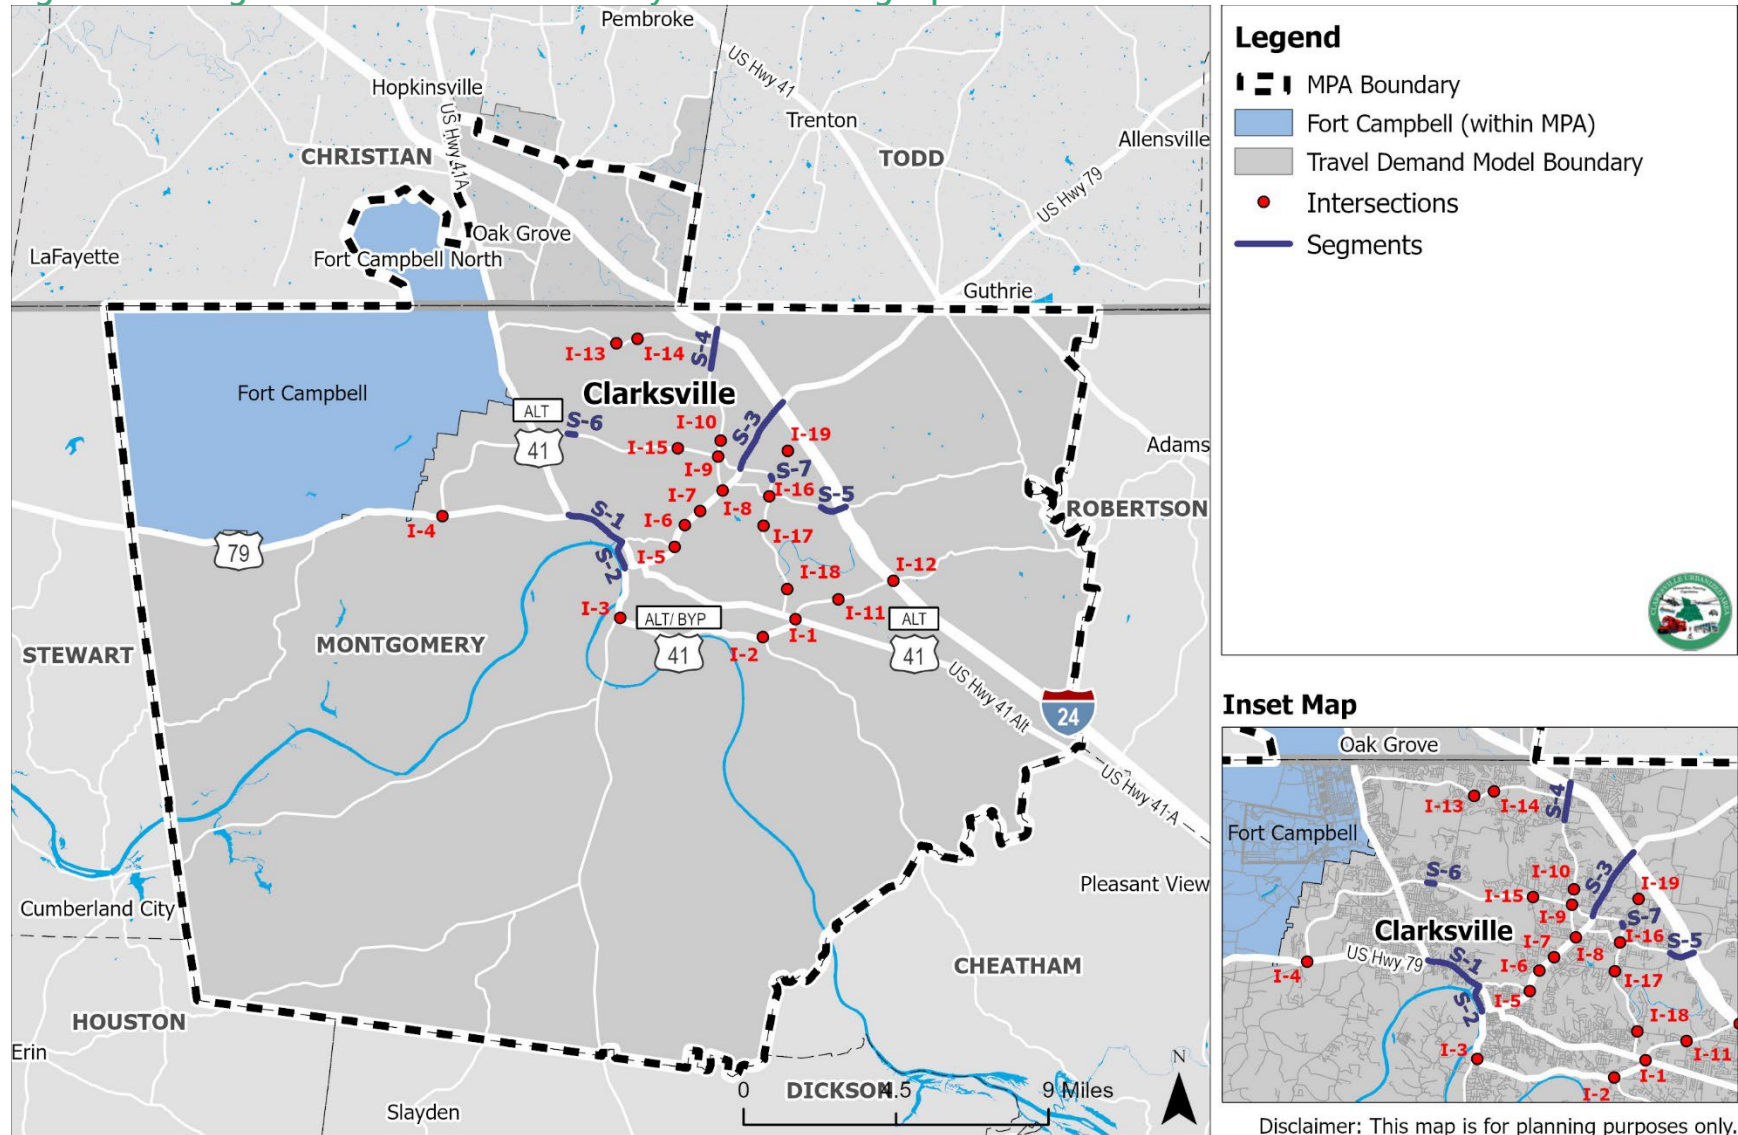 Pembroke
US Hwy 41
Hopkinsville
US Hwy 41A
Trenton
Allensville
CHRISTIAN
TODD
US Hwy 79
Oak Grove
LaFayette
Fort Campbell North
Guthrie
I-13
I-14
S-4
Fort Campbell
Clarksville
ALT
41
S-6
S-3
I-10
I-19
I-15
I-9
Adams
S-7
I-7
I-16
S-5
ROBERTSON
I-8
I-4
S-1
I-6
I-17
79
I-5
S-2
I-12
I-18
I-3
ALT/ BYP
41
I-11
ALT
41
I-1
I-2
MONTGOMERY
STEWART
US Hwy 41 Alt
24
US Hwy 41-A
Pleasant View
Cumberland City
CHEATHAM
HOUSTON
Erin
N
DICKSON
0
4.5
9 Miles
Slayden
Legend
MPA Boundary
Fort Campbell (within MPA)
Travel Demand Model Boundary
Intersections
Segments
CLARKSVILLE URBANIZED AREA
Inset Map
Oak Grove
I-13
I-14
S-4
Fort Campbell
S-6
S-3
I-10
I-19
I-15
I-9
S-7
Clarksville
I-7
I-16
S-5
I-8
US Hwy 79
S-1
I-4
I-6
I-17
I-5
S-2
I-18
I-3
I-11
I-1
I-2
Disclaimer: This map is for planning purposes only.